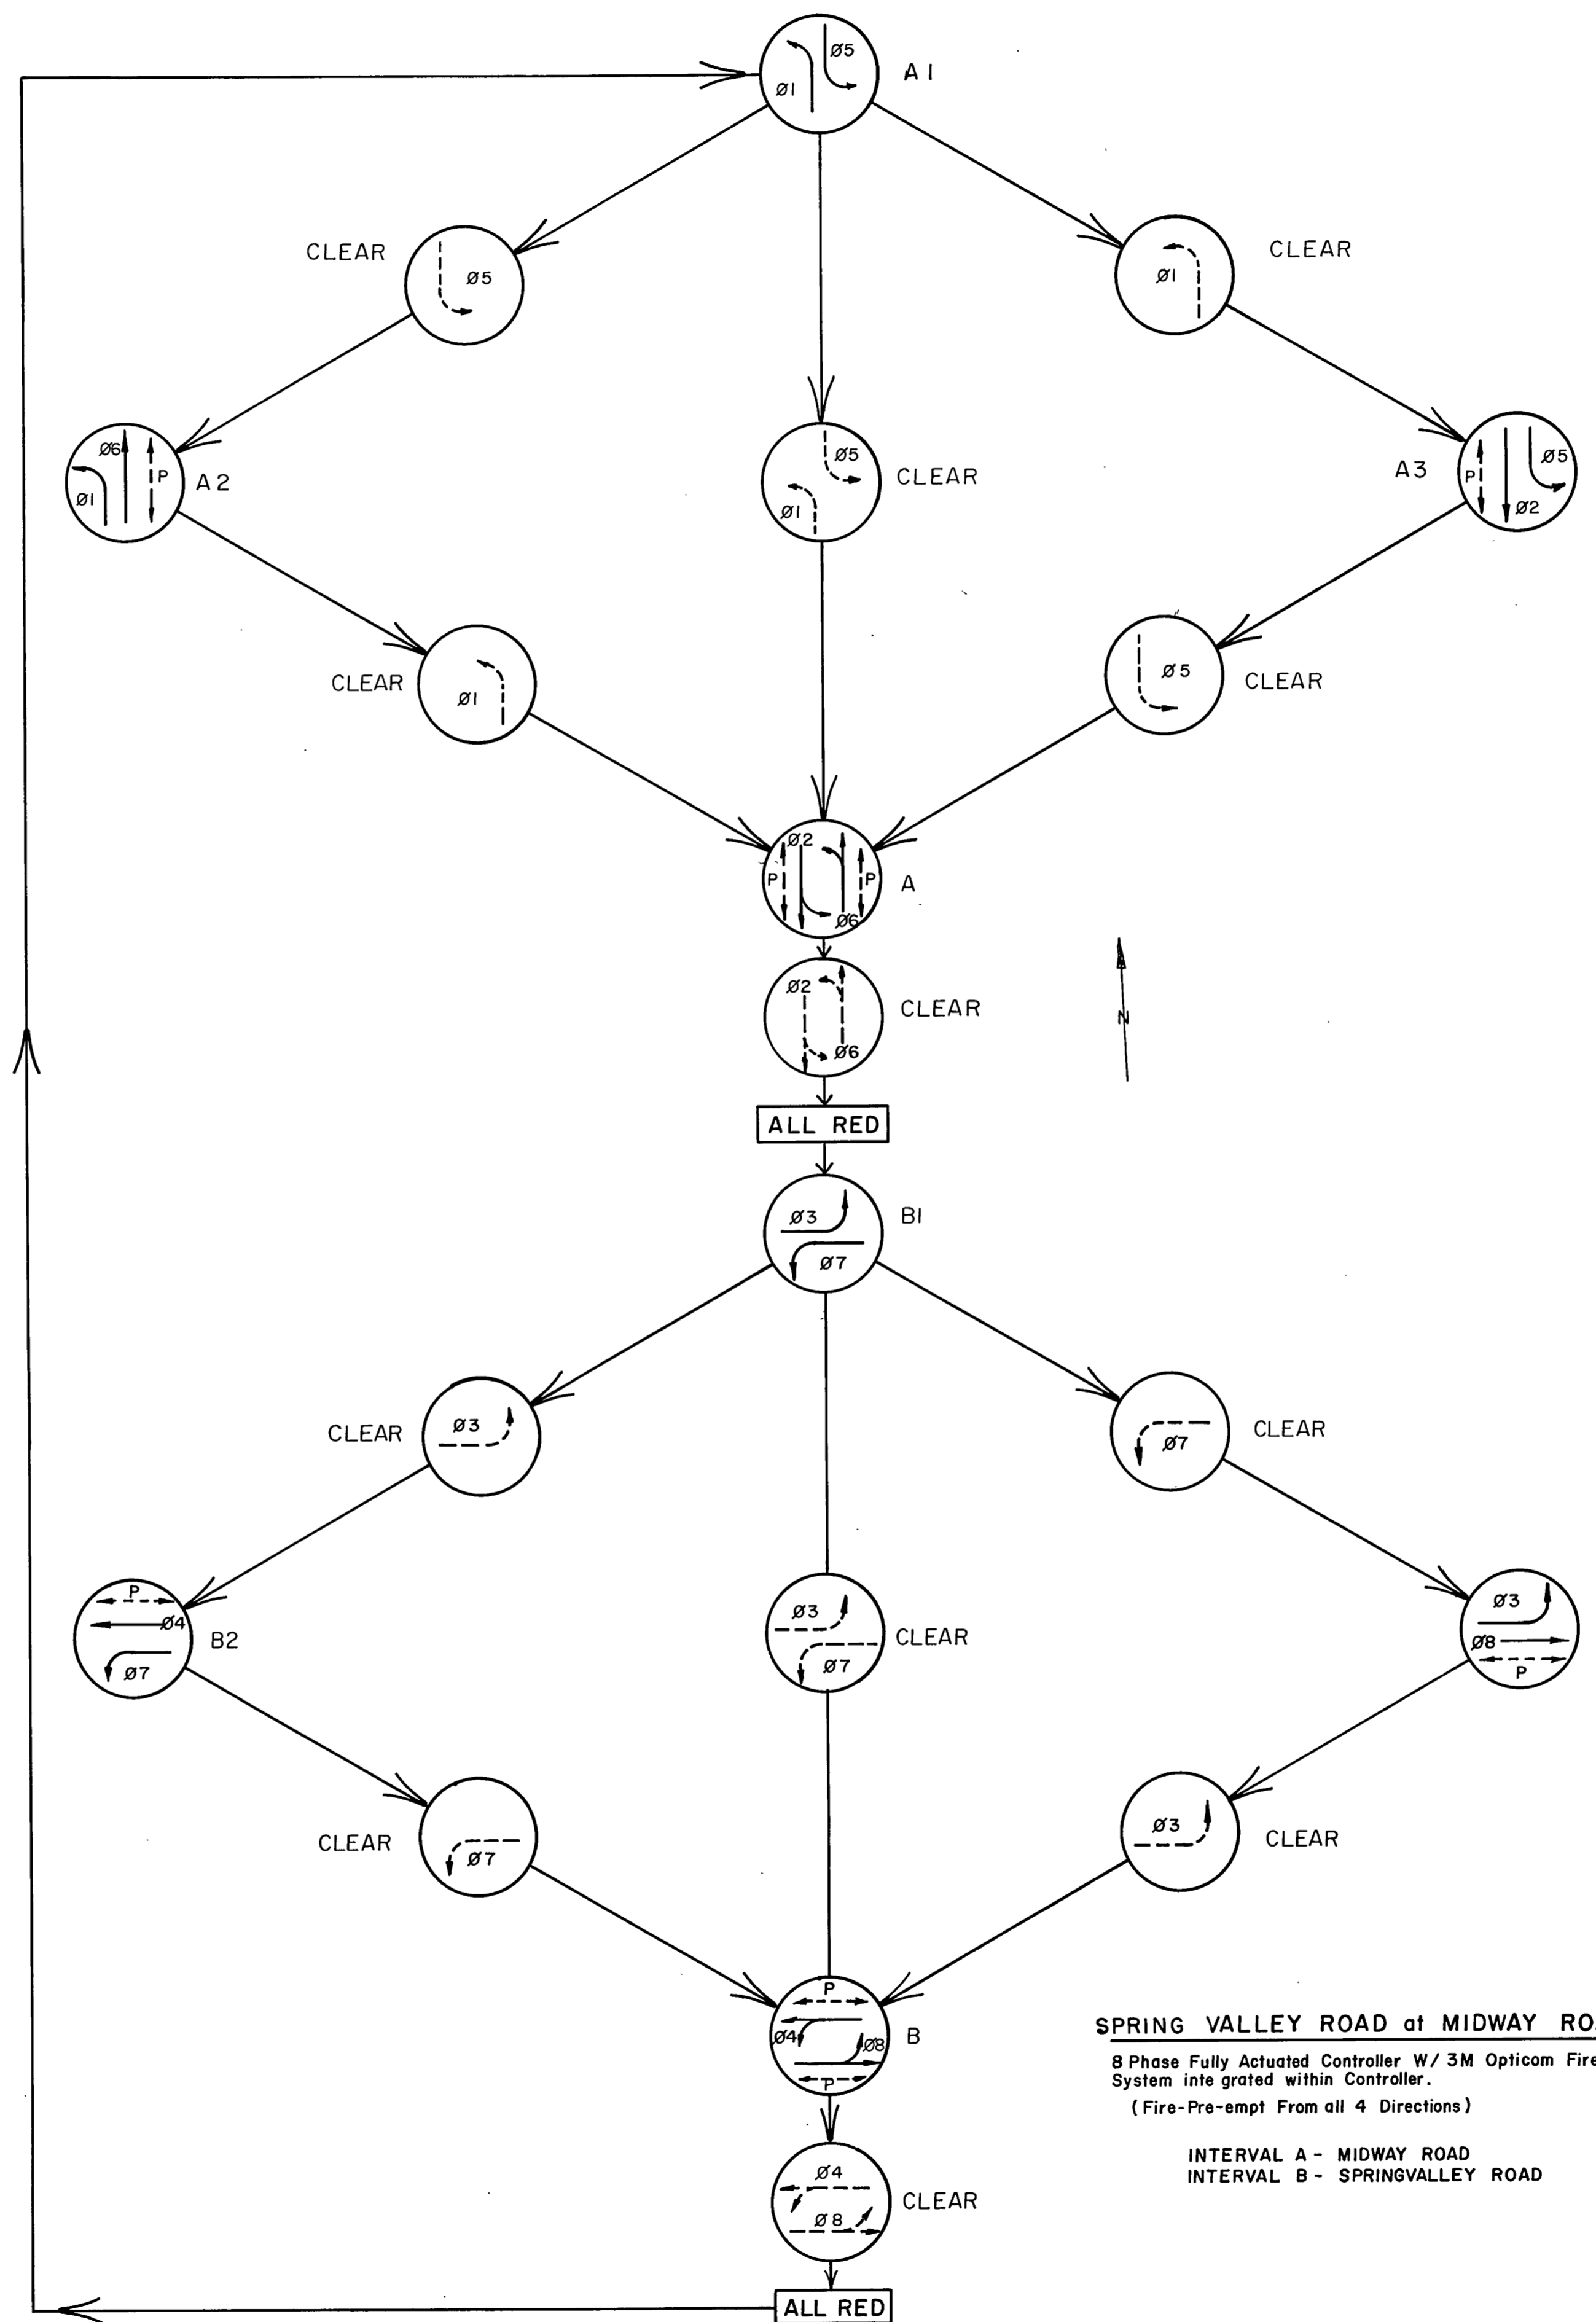 Ø5
Ø1
A1
CLEAR
Ø5
Ø1
CLEAR
Ø6
P
Ø1
A2
Ø5
Ø1
CLEAR
A3
P
Ø5
Ø2
CLEAR
Ø1
Ø5
CLEAR
Ø2
P
P
Ø6
A
Ø2
Ø6
CLEAR
N
ALL RED
Ø3
Ø7
B1
CLEAR
Ø3
Ø7
CLEAR
P
Ø4
Ø7
B2
Ø3
Ø7
CLEAR
Ø3
Ø8
P
CLEAR
Ø7
Ø3
CLEAR
P
Ø4
Ø8
P
B
SPRING VALLEY ROAD at MIDWAY RO
8 Phase Fully Actuated Controller W/ 3M Opticom Fire
System inte grated within Controller.
(Fire-Pre-empt From all 4 Directions)
INTERVAL A - MIDWAY ROAD
INTERVAL B - SPRINGVALLEY ROAD
Ø4
Ø8
CLEAR
ALL RED